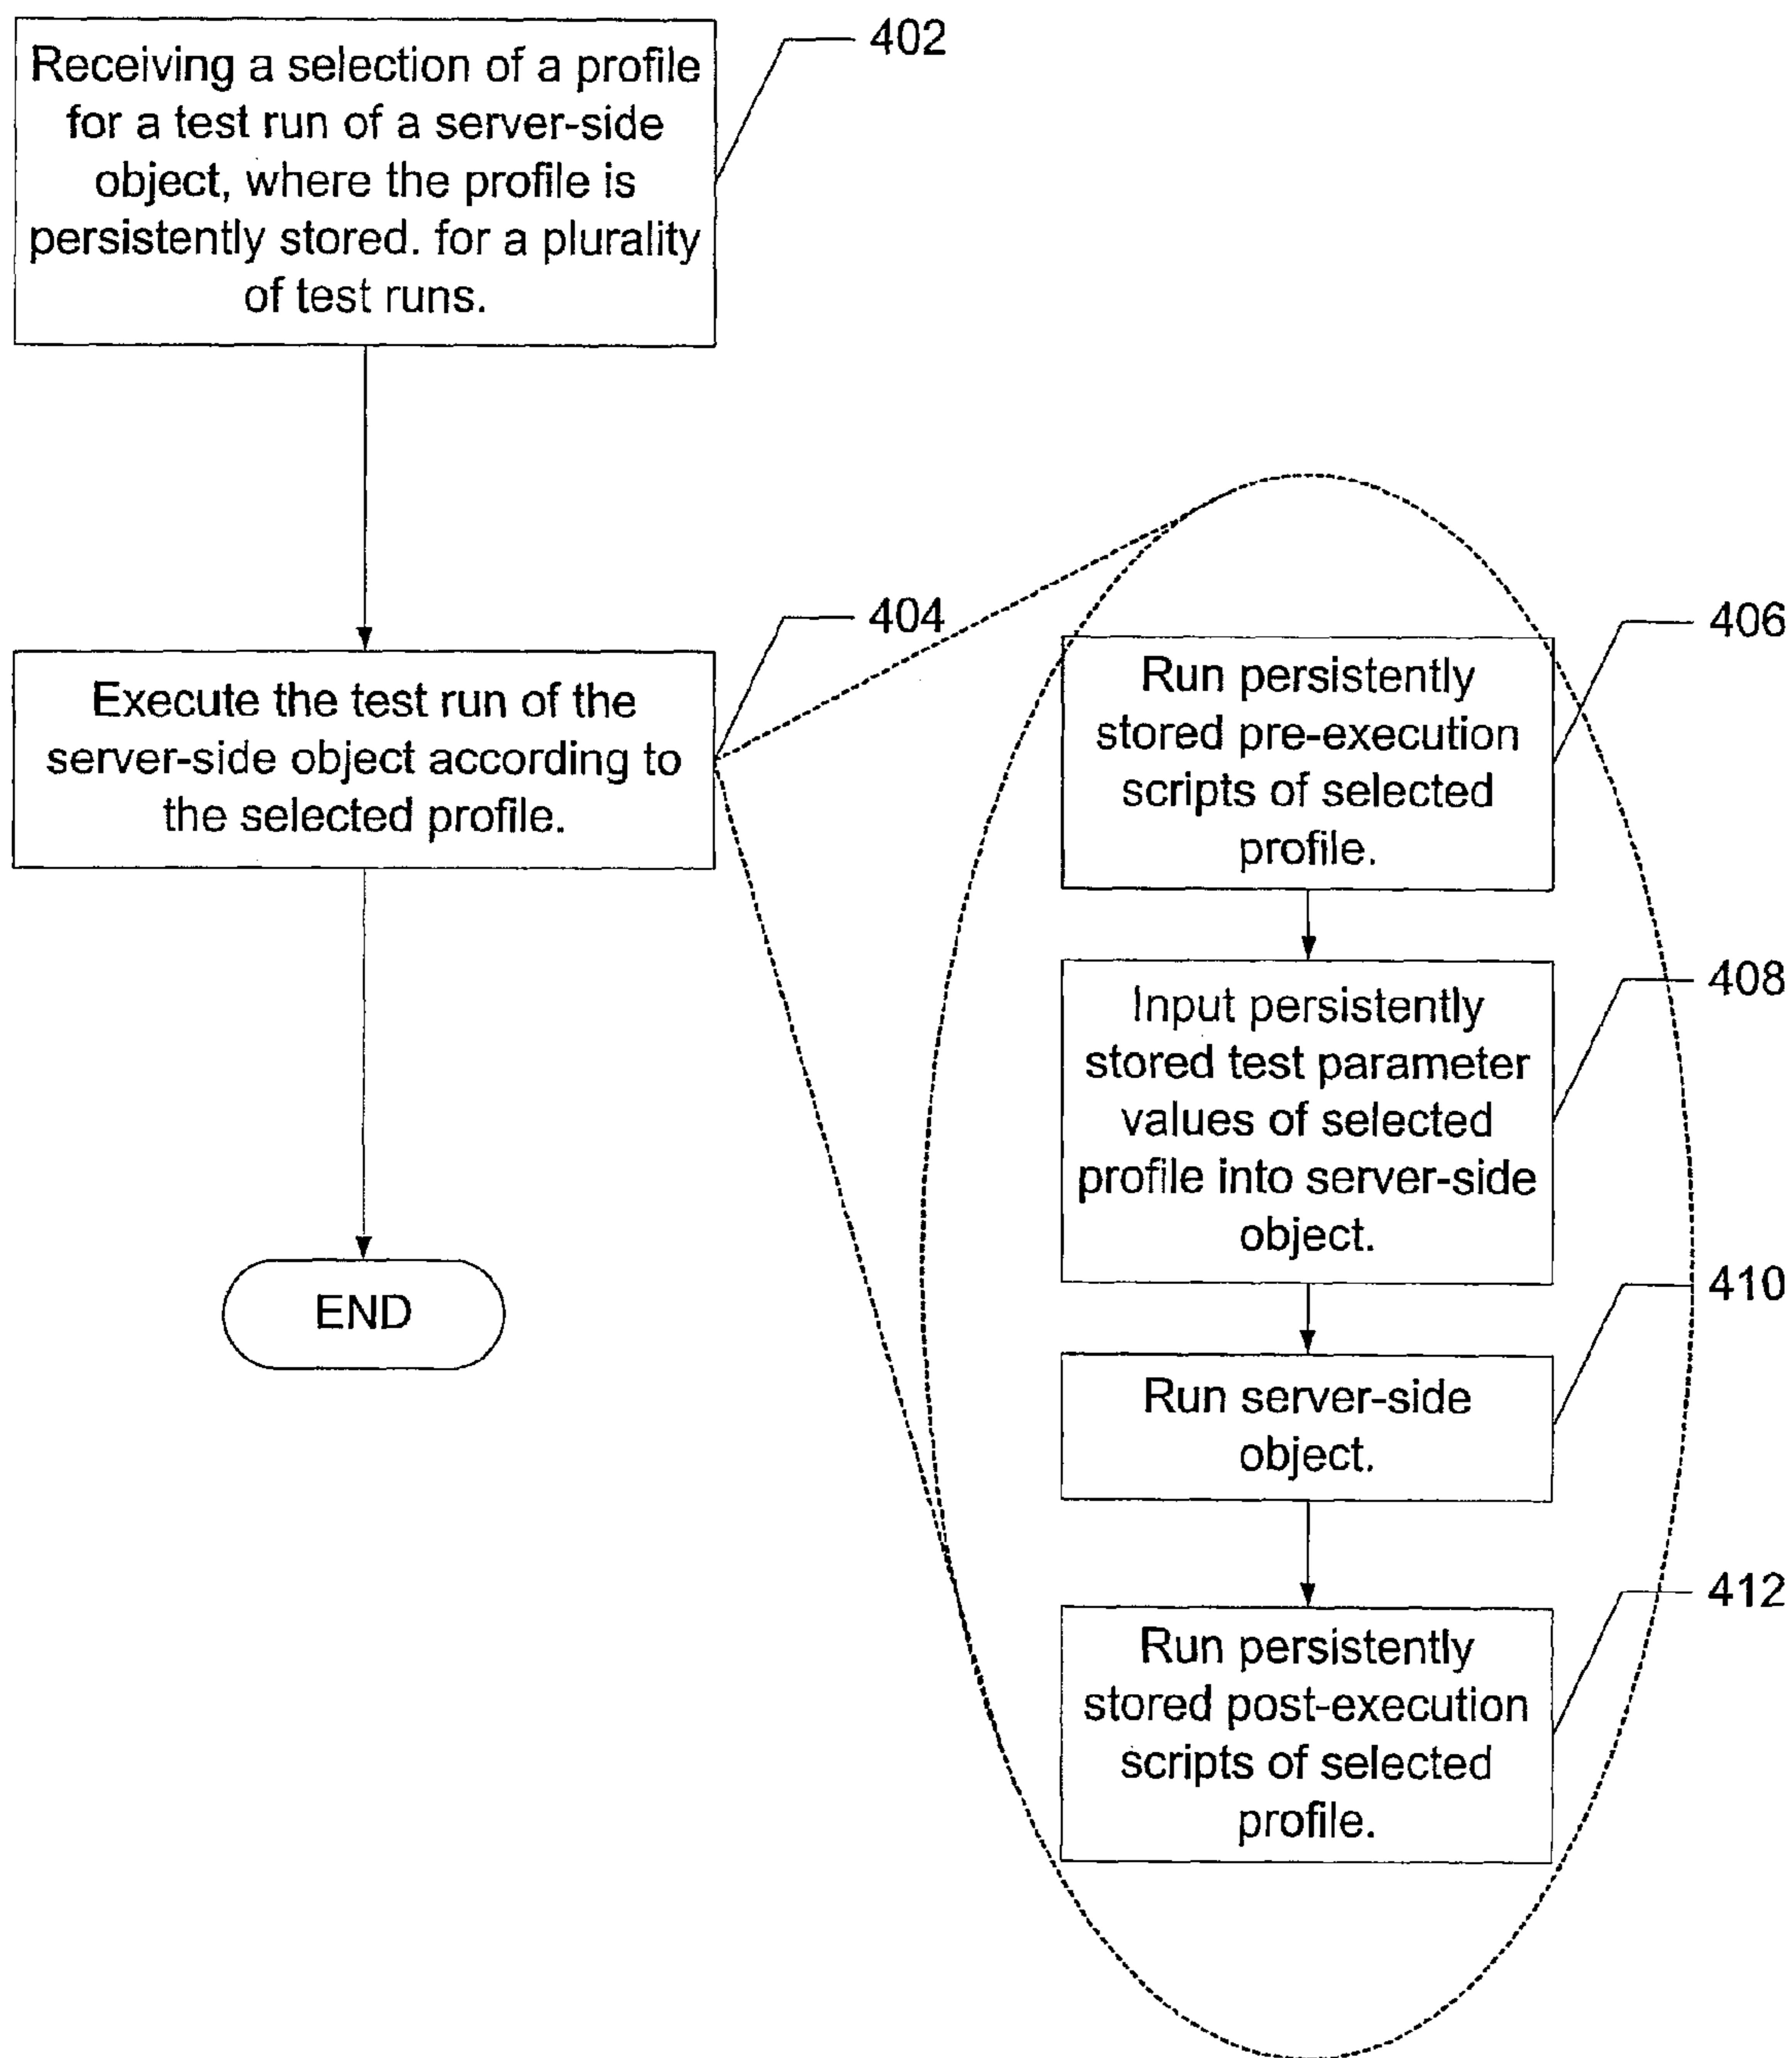 402
Receiving a selection of a profile
for a test run of a server-side
object, where the profile is
persistently stored. for a plurality
of test runs.
404
Execute the test run of the
server-side object according to
the selected profile.
END
406
Run persistently
stored pre-execution
scripts of selected
profile.
408
Input persistently
stored test parameter
values of selected
profile into server-side
object.
410
Run server-side
object.
412
Run persistently
stored post-execution
scripts of selected
profile.